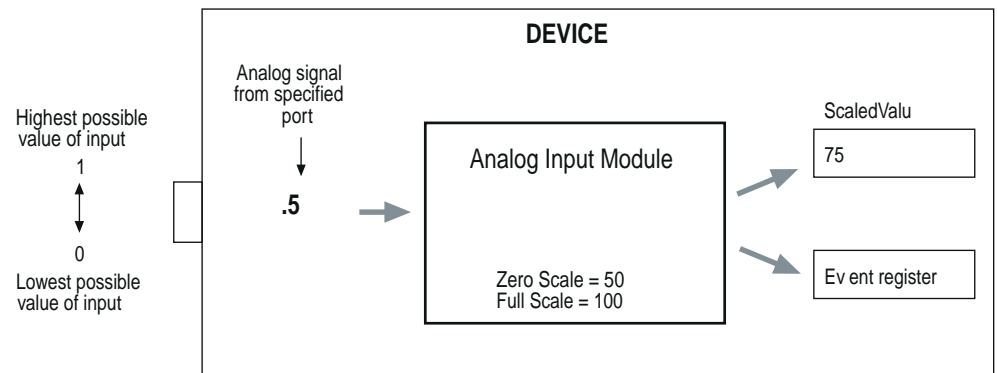 DEVICE
Analog signal
from specified
port
Highest possible
value of input
1
0
Lowest possible
value of input
.5
Analog Input Module
Zero Scale = 50
Full Scale = 100
ScaledValu
75
Ev ent register